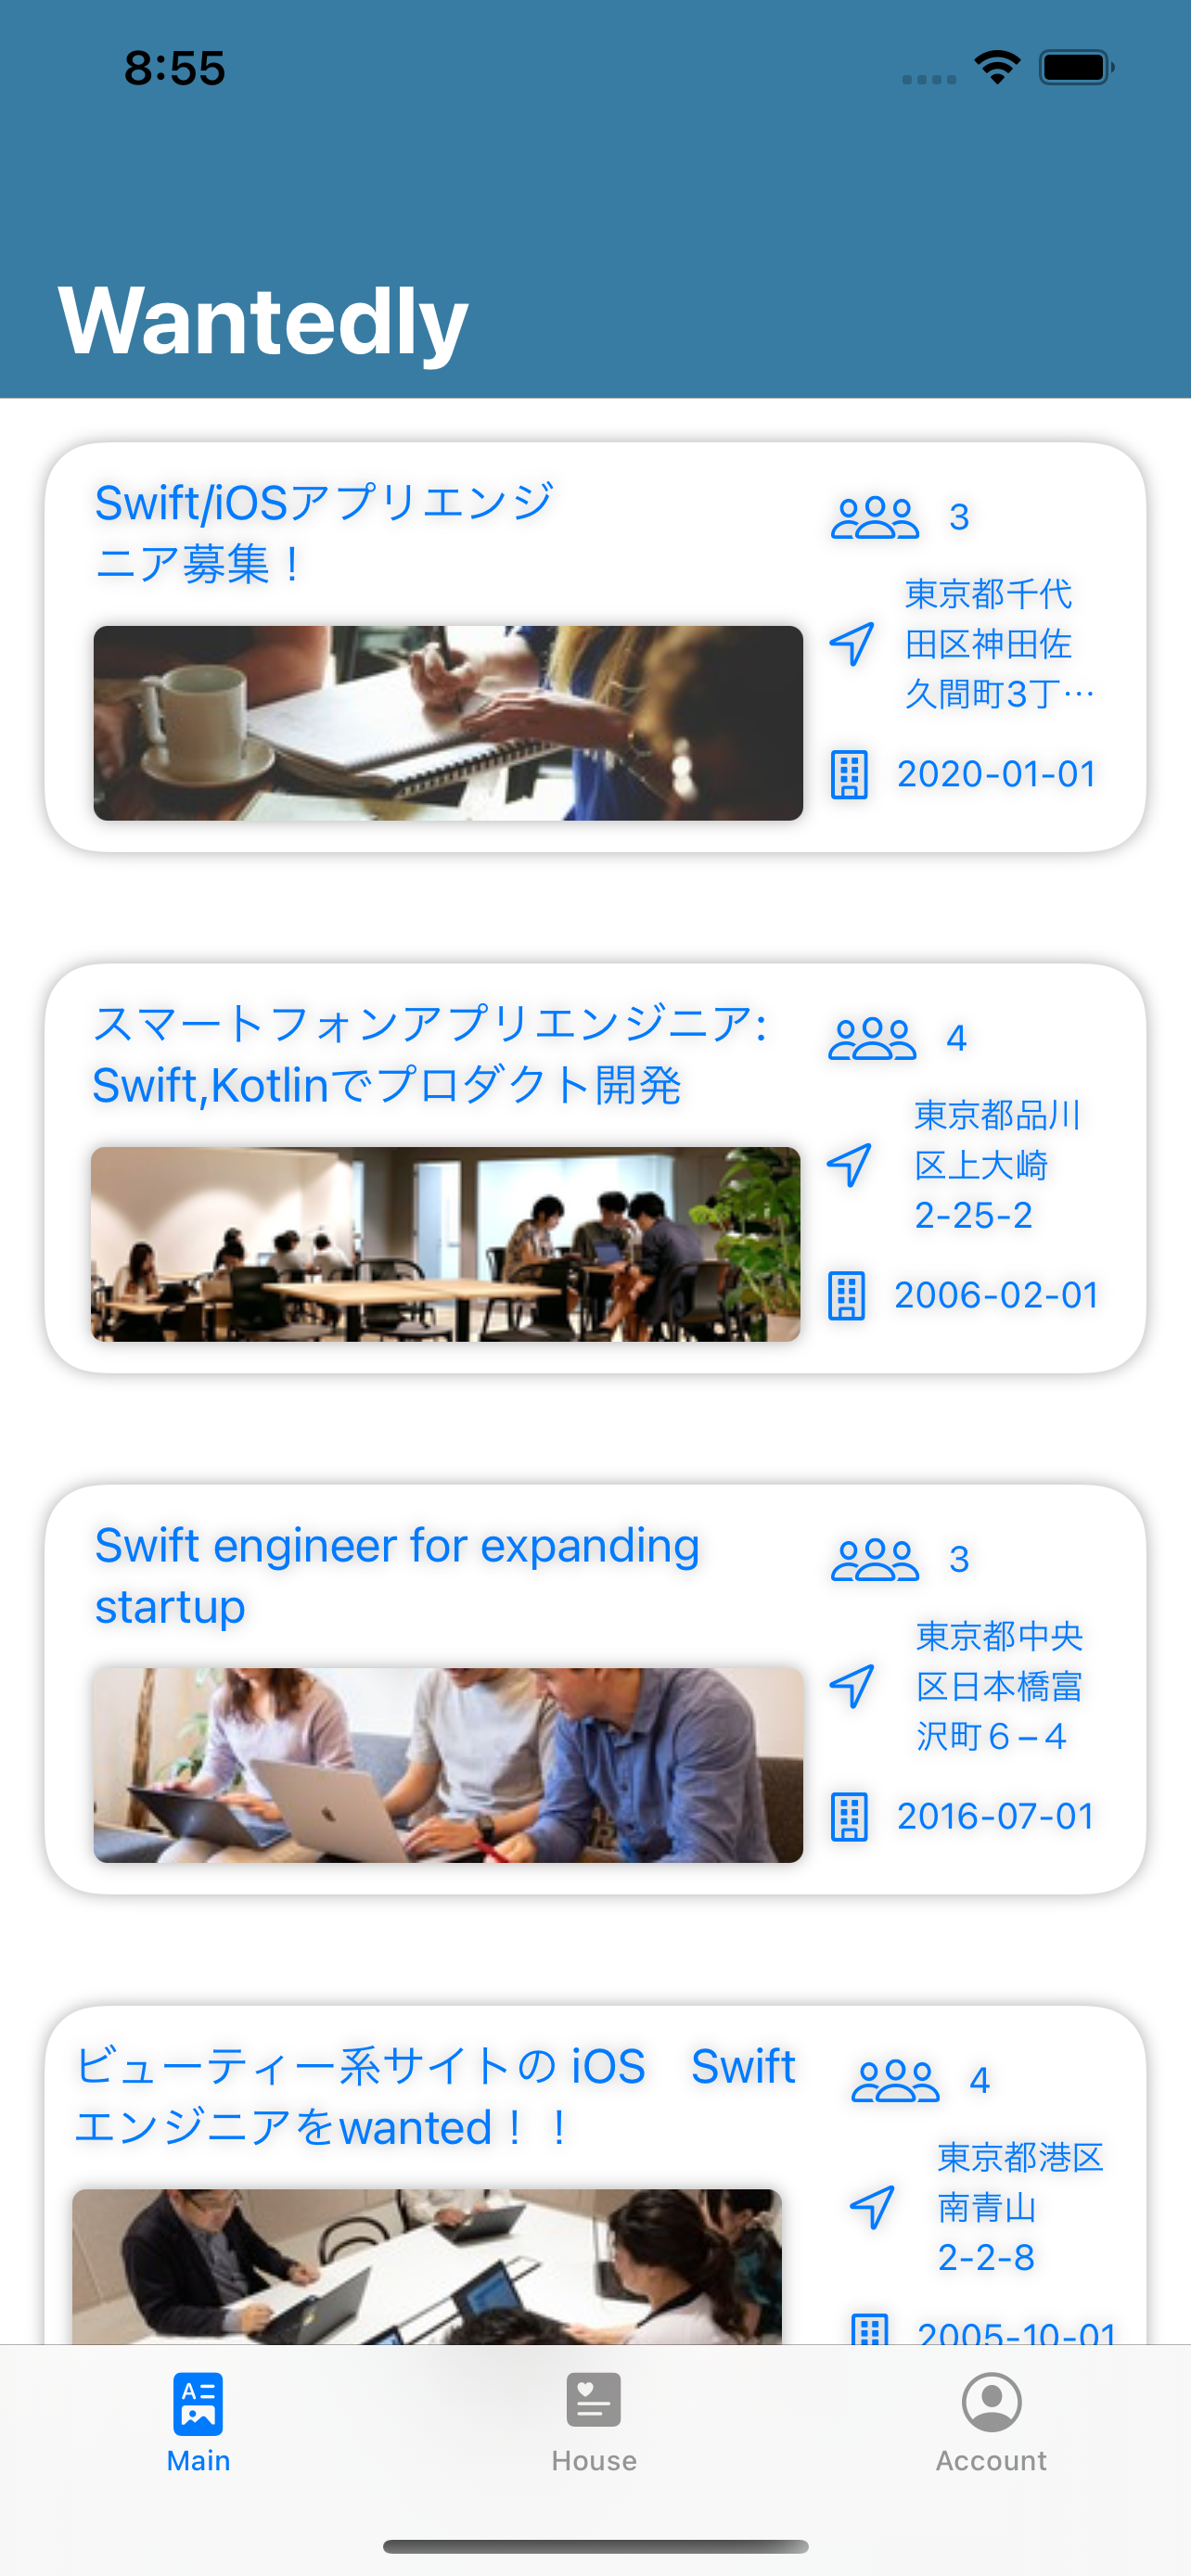 8:55
Wantedly
Swift/iOSアプリエンジ
ニア募集！
3
東京都千代
田区神田佐
久間町3丁…
2020-01-01
スマートフォンアプリエンジニア:
Swift,Kotlinでプロダクト開発
4
東京都品川
区上大崎
2-25-2
2006-02-01
Swift engineer for expanding
startup
3
東京都中央
区日本橋富
沢町６−４
2016-07-01
ビューティー系サイトの iOS　Swift
エンジニアをwanted！！
4
東京都港区
南青山
2-2-8
2005-10-01
Main
House
Account